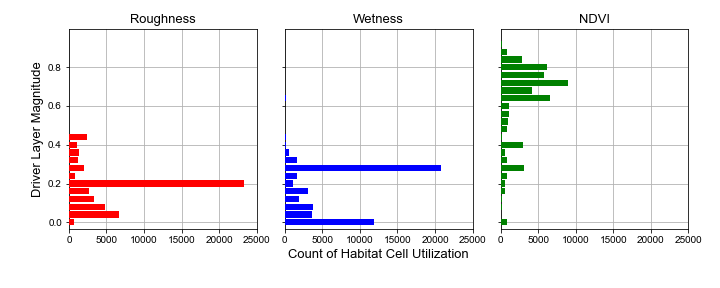 Roughness Wetness NDVI
Driver Layer Magnitude
0.8
0.6
0.4
0.2
0.0
0 5000 10000 15000 20000 25000 0 5000 10000 15000 20000 25000 0 5000 10000 15000 20000 25000
Count of Habitat Cell Utilization